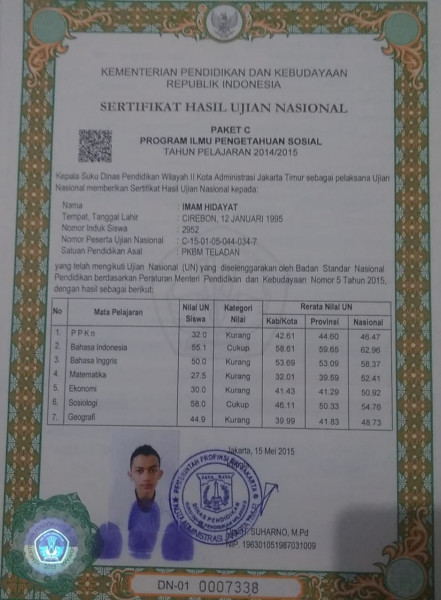 KEMENTERIAN PENDIDIKAN DAN KEBUDAYAAN
REPUBLIK INDONESIA
SERTIFIKAT HASIL UJIAN NASIONAL
PAKET C
PROGRAM ILMU PENGETAHUAN SOSIAL
TAHUN PELAJARAN 2014/2015
Kepala Suku Dinas Pendidikan Wilayah II Kota Administrasi Jakarta Timur sebagai pelaksana Ujian
Nasional memberikan Sertifikat Hasil Ujian Nasional kepada:
Nama : IMAM HIDAYAT
Tempat, Tanggal Lahir : CIREBON, 12 JANUARI 1995
Nomor Induk Siswa : 2952
Nomor Peserta Ujian Nasional : C-15-01-05-044-034-7
Satuan Pendidikan Asal : PKBM TELADAN
yang telah mengikuti Ujian Nasional (UN) yang diselenggarakan oleh Badan Standar Nasional
Pendidikan berdasarkan Peraturan Menteri Pendidikan dan Kebudayaan Nomor 5 Tahun 2015,
dengan hasil sebagai berikut:
No Mata Pelajaran Nilai UN Siswa Kategori Nilai Rerata Nilai UN
Kab/Kota Provinsi Nasional
1. P P K n 32.0 Kurang 42.61 44.60 46.47
2. Bahasa Indonesia 55.1 Cukup 58.61 59.65 62.96
3. Bahasa Inggris 50.0 Kurang 53.69 53.09 58.37
4. Matematika 27.5 Kurang 32.01 39.59 52.41
5. Ekonomi 30.0 Kurang 41.43 41.29 50.92
6. Sosiologi 58.0 Cukup 46.11 50.33 54.76
7. Geografi 44.9 Kurang 39.99 41.83 48.73
Jakarta, 15 Mei 2015
SUHARNO, M.Pd
NIP. 196301051987031009
DN-01 0007338